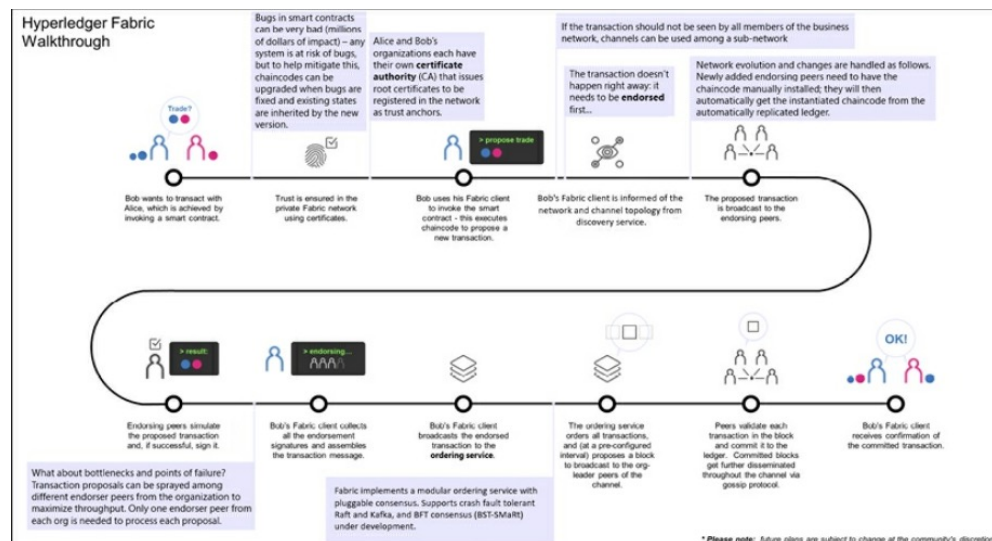 Hyperledger Fabric
Walkthrough
Bugs in smart contracts
can be very bad (millions
of dollars of impact) – any
system is at risk of bugs,
but to help mitigate this,
chaincodes can be
upgraded when bugs are
fixed and existing states
are inherited by the new
version.
Alice and Bob's
organizations each have
their own certificate
authority (CA) that issues
root certificates to be
registered in the network
as trust anchors.
If the transaction should not be seen by all members of the business
network, channels can be used among a sub-network
The transaction doesn't
happen right away: it
needs to be endorsed
first...
Network evolution and changes are handled as follows.
Newly added endorsing peers need to have the
chaincode manually installed; they will then
automatically get the instantiated chaincode from the
automatically replicated ledger.
Trade?
> propose trade
Bob wants to transact with
Alice, which is achieved by
invoking a smart contract.
Trust is ensured in the
private Fabric network
using certificates.
Bob uses his Fabric client
to invoke the smart
contract - this executes
chaincode to propose a
new transaction.
Bob's Fabric client is informed of the
network and channel topology from
discovery service.
The proposed transaction
is broadcast to the
endorsing peers.
> result:
> endorsing...
OK!
Endorsing peers simulate
the proposed transaction
and, if successful, sign it.
Bob's Fabric client collects
all the endorsement
signatures and assembles
the transaction message.
Bob's Fabric client
broadcasts the endorsed
transaction to the
ordering service.
The ordering service
orders all transactions,
and (at a pre-configured
interval) proposes a block
to broadcast to the org-
leader peers of the
channel.
Peers validate each
transaction in the block
and commit it to the
ledger. Committed blocks
get further disseminated
throughout the channel via
gossip protocol.
Bob's Fabric client
receives confirmation of
the committed transaction.
What about bottlenecks and points of failure?
Transaction proposals can be sprayed among
different endorser peers from the organization to
maximize throughput. Only one endorser peer from
each org is needed to process each proposal.
Fabric implements a modular ordering service with
pluggable consensus. Supports crash fault tolerant
Raft and Kafka, and BFT consensus (BST-SMaRt)
under development.
* Please note: future plans are subject to change at the community's discretion